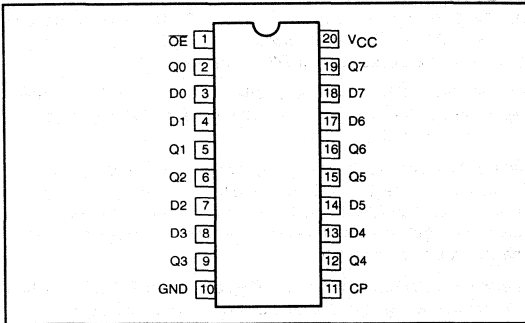 O̅E̅ 1 20 VCC
Q0 2 19 Q7
D0 3 18 D7
D1 4 17 D6
Q1 5 16 Q6
Q2 6 15 Q5
D2 7 14 D5
D3 8 13 D4
Q3 9 12 Q4
GND 10 11 CP